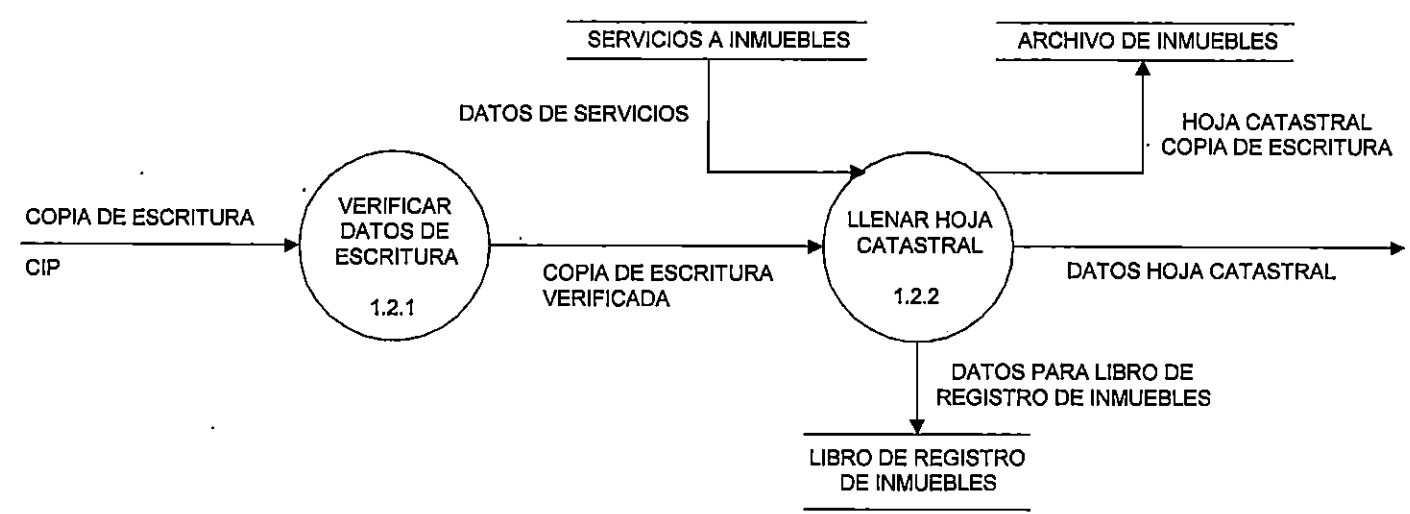 SERVICIOS A INMUEBLES
ARCHIVO DE INMUEBLES
DATOS DE SERVICIOS
HOJA CATASTRAL
COPIA DE ESCRITURA
COPIA DE ESCRITURA
CIP
VERIFICAR
DATOS DE
ESCRITURA
1.2.1
COPIA DE ESCRITURA
VERIFICADA
LLENAR HOJA
CATASTRAL
1.2.2
DATOS HOJA CATASTRAL
DATOS PARA LIBRO DE
REGISTRO DE INMUEBLES
LIBRO DE REGISTRO
DE INMUEBLES